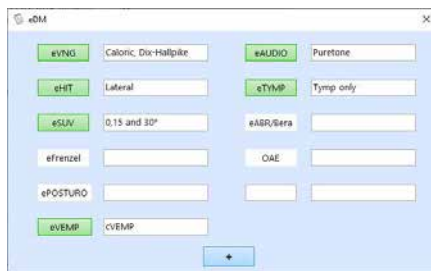 eDM
eVNG Caloric, Dix-Hallpike eAUDIO Puretone
eHIT Lateral eTYMP Tymp only
eSUV 0,15 and 30° eABR/Bera
eFrenzel OAE
ePOSTURO
eVEMP cVEMP
+